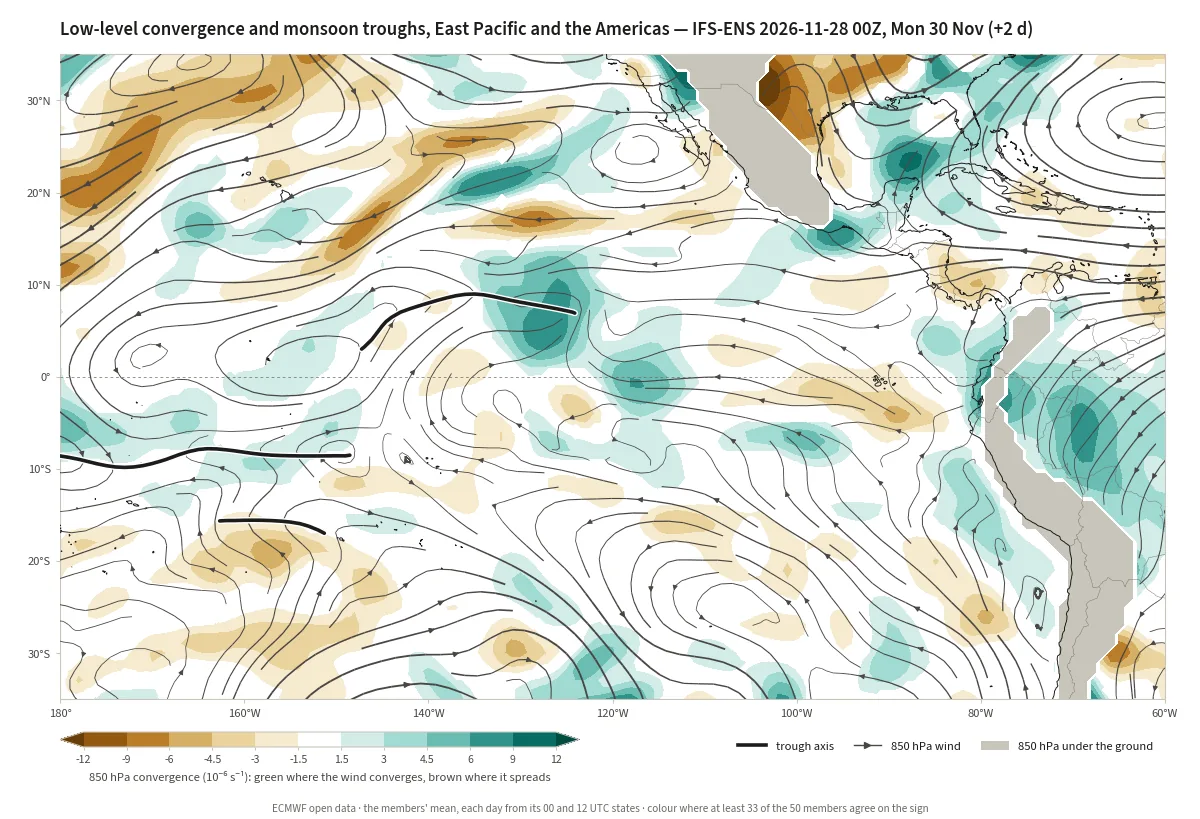 Low-level convergence and monsoon troughs, East Pacific and the Americas — IFS-ENS 2026-11-28 00Z, Mon 30 Nov (+2 d)
30°N
20°N
10°N
0°
10°S
20°S
30°S
180° 160°W 140°W 120°W 100°W 80°W 60°W
-12 -9 -6 -4.5 -3 -1.5 1.5 3 4.5 6 9 12
850 hPa convergence (10⁻⁶ s⁻¹): green where the wind converges, brown where it spreads
trough axis 850 hPa wind 850 hPa under the ground
ECMWF open data · the members' mean, each day from its 00 and 12 UTC states · colour where at least 33 of the 50 members agree on the sign